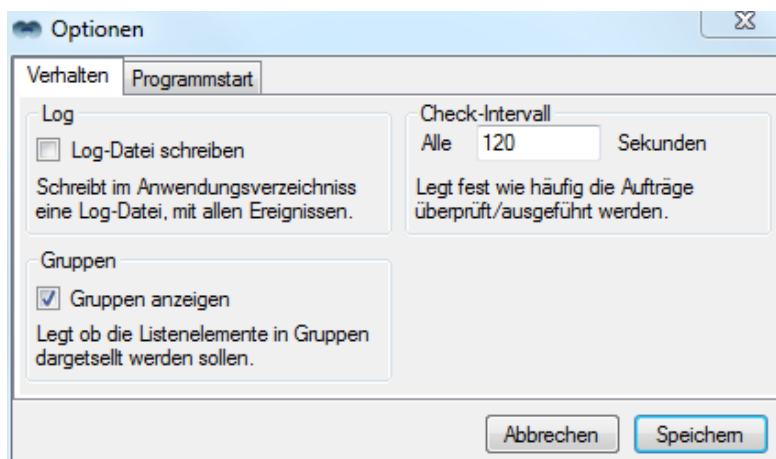 Optionen
Verhalten
Programmstart
Log
Log-Datei schreiben
Schreibt im Anwendungsverzeichniss
eine Log-Datei, mit allen Ereignissen.
Check-Intervall
Alle 120 Sekunden
Legt fest wie häufig die Aufträge
überprüft/ausgeführt werden.
Gruppen
Gruppen anzeigen
Legt ob die Listenelemente in Gruppen
dargetsellt werden sollen.
Abbrechen
Speichern